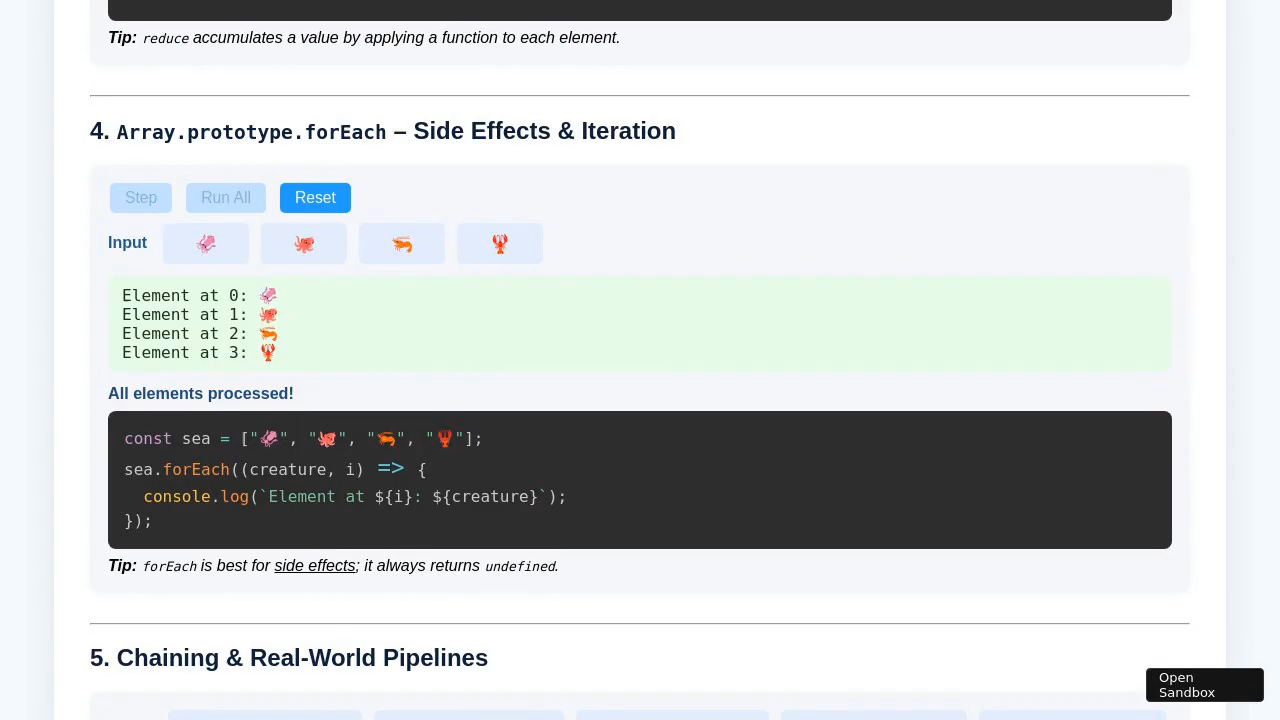 Tip: reduce accumulates a value by applying a function to each element.
4. Array.prototype.forEach – Side Effects & Iteration
Step Run All Reset
Input 🦑 🐙 🦐 🦞
Element at 0: 🦑
Element at 1: 🐙
Element at 2: 🦐
Element at 3: 🦞
All elements processed!
const sea = ["🦑", "🐙", "🦐", "🦞"];
sea.forEach((creature, i) => {
  console.log(`Element at ${i}: ${creature}`);
});
Tip: forEach is best for side effects; it always returns undefined.
5. Chaining & Real-World Pipelines
Open
Sandbox